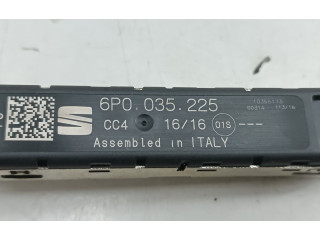 6P0.035.225
CC4 16/16 01S ---
Assembled in ITALY